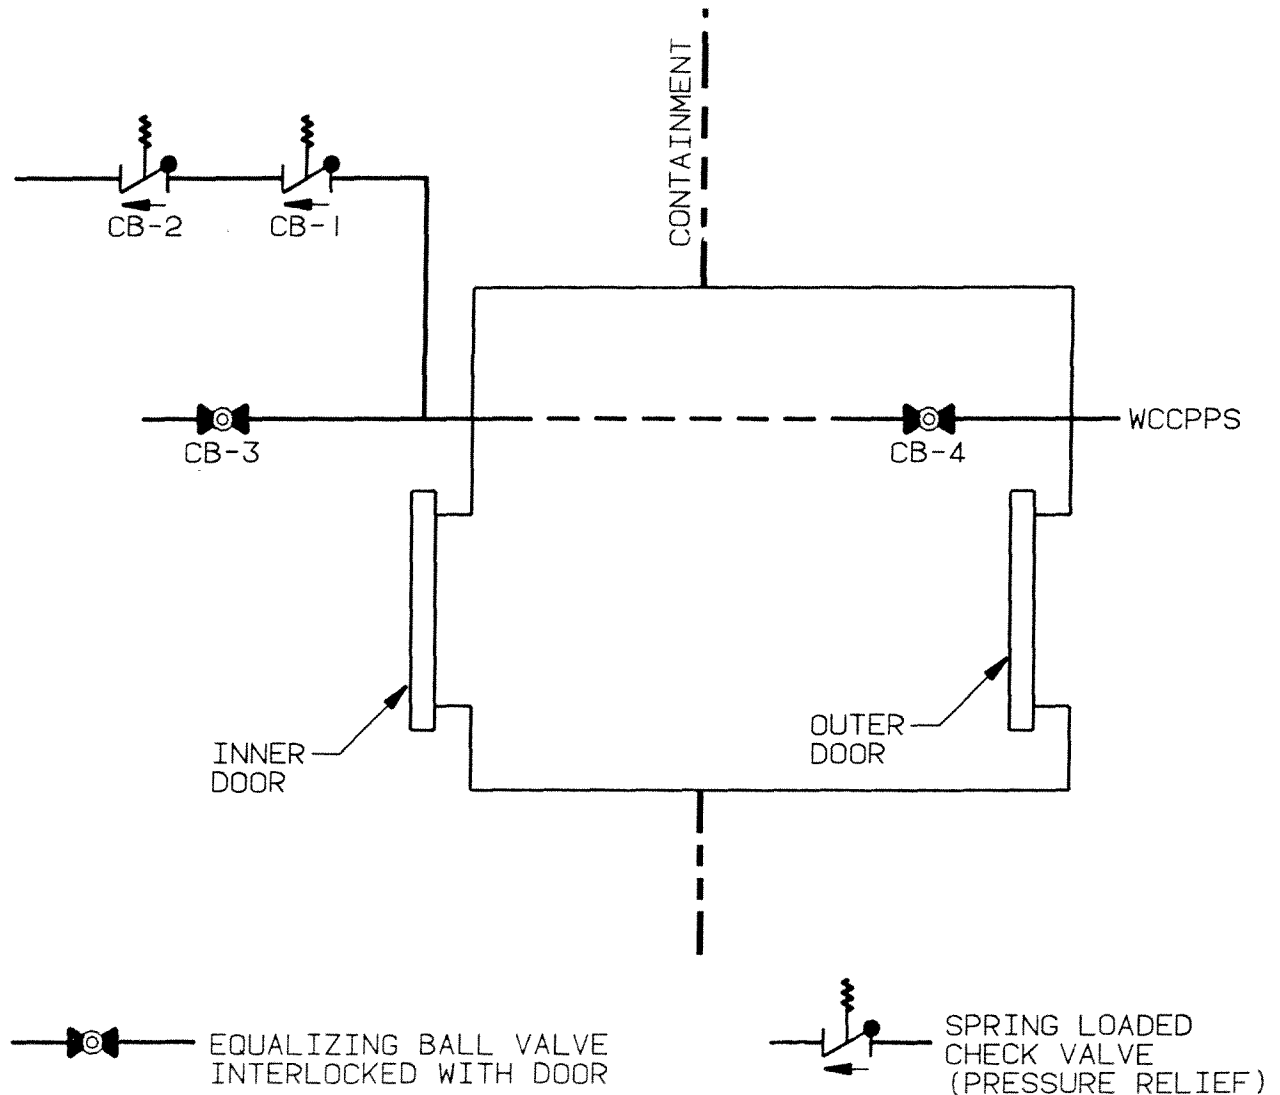 CONTAINMENT
CB-2
CB-1
WCCPPS
CB-3
CB-4
OUTER
DOOR
INNER
DOOR
EQUALIZING BALL VALVE
INTERLOCKED WITH DOOR
SPRING LOADED
CHECK VALVE
(PRESSURE RELIEF)